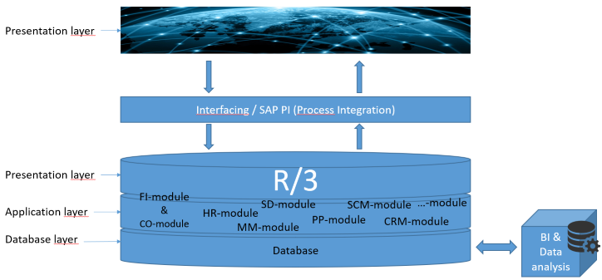 Presentation layer
Interfacing / SAP PI (Process Integration)
Presentation layer
R/3
Application layer
FI-module
&
CO-module
HR-module
SD-module
MM-module
PP-module
SCM-module
...-module
CRM-module
Database layer
Database
BI &
Data
analysis